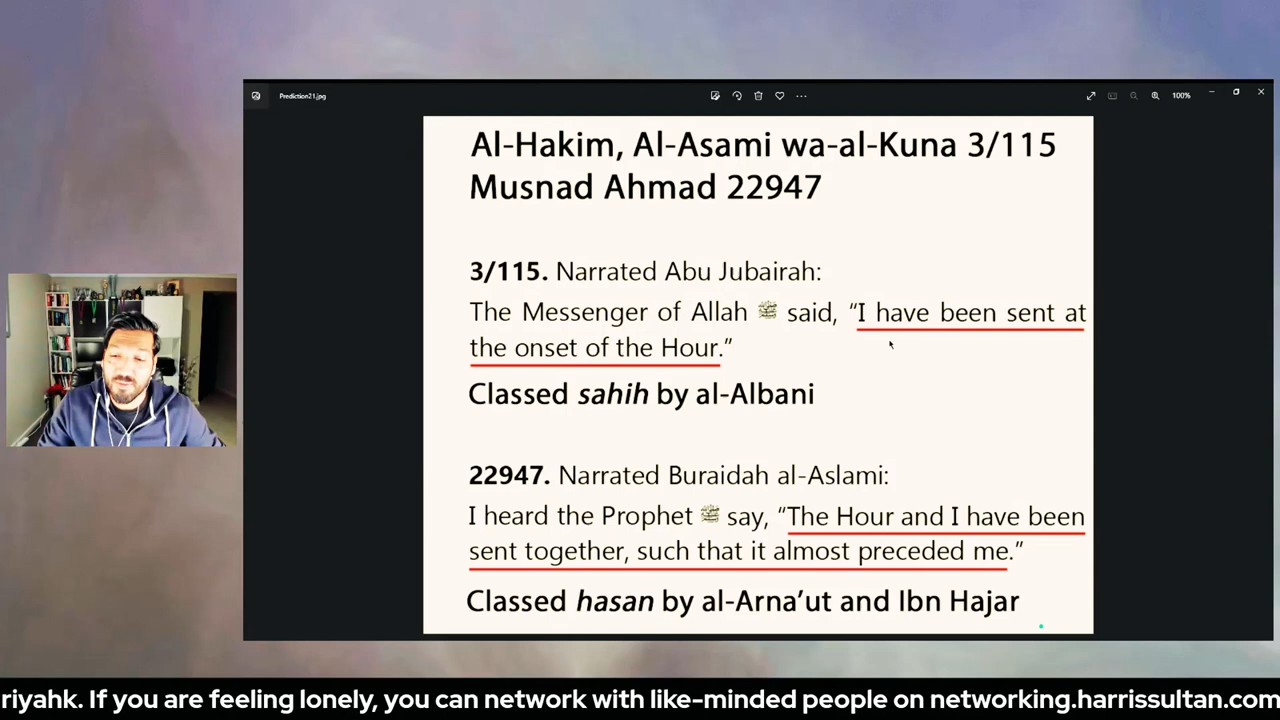 Prediction21.jpg
100%
Al-Hakim, Al-Asami wa-al-Kuna 3/115
Musnad Ahmad 22947
3/115. Narrated Abu Jubairah:
The Messenger of Allah ﷺ said, “I have been sent at
the onset of the Hour.”
Classed sahih by al-Albani
22947. Narrated Buraidah al-Aslami:
I heard the Prophet ﷺ say, “The Hour and I have been
sent together, such that it almost preceded me.”
Classed hasan by al-Arna’ut and Ibn Hajar
riyahk. If you are feeling lonely, you can network with like-minded people on networking.harrissultan.com